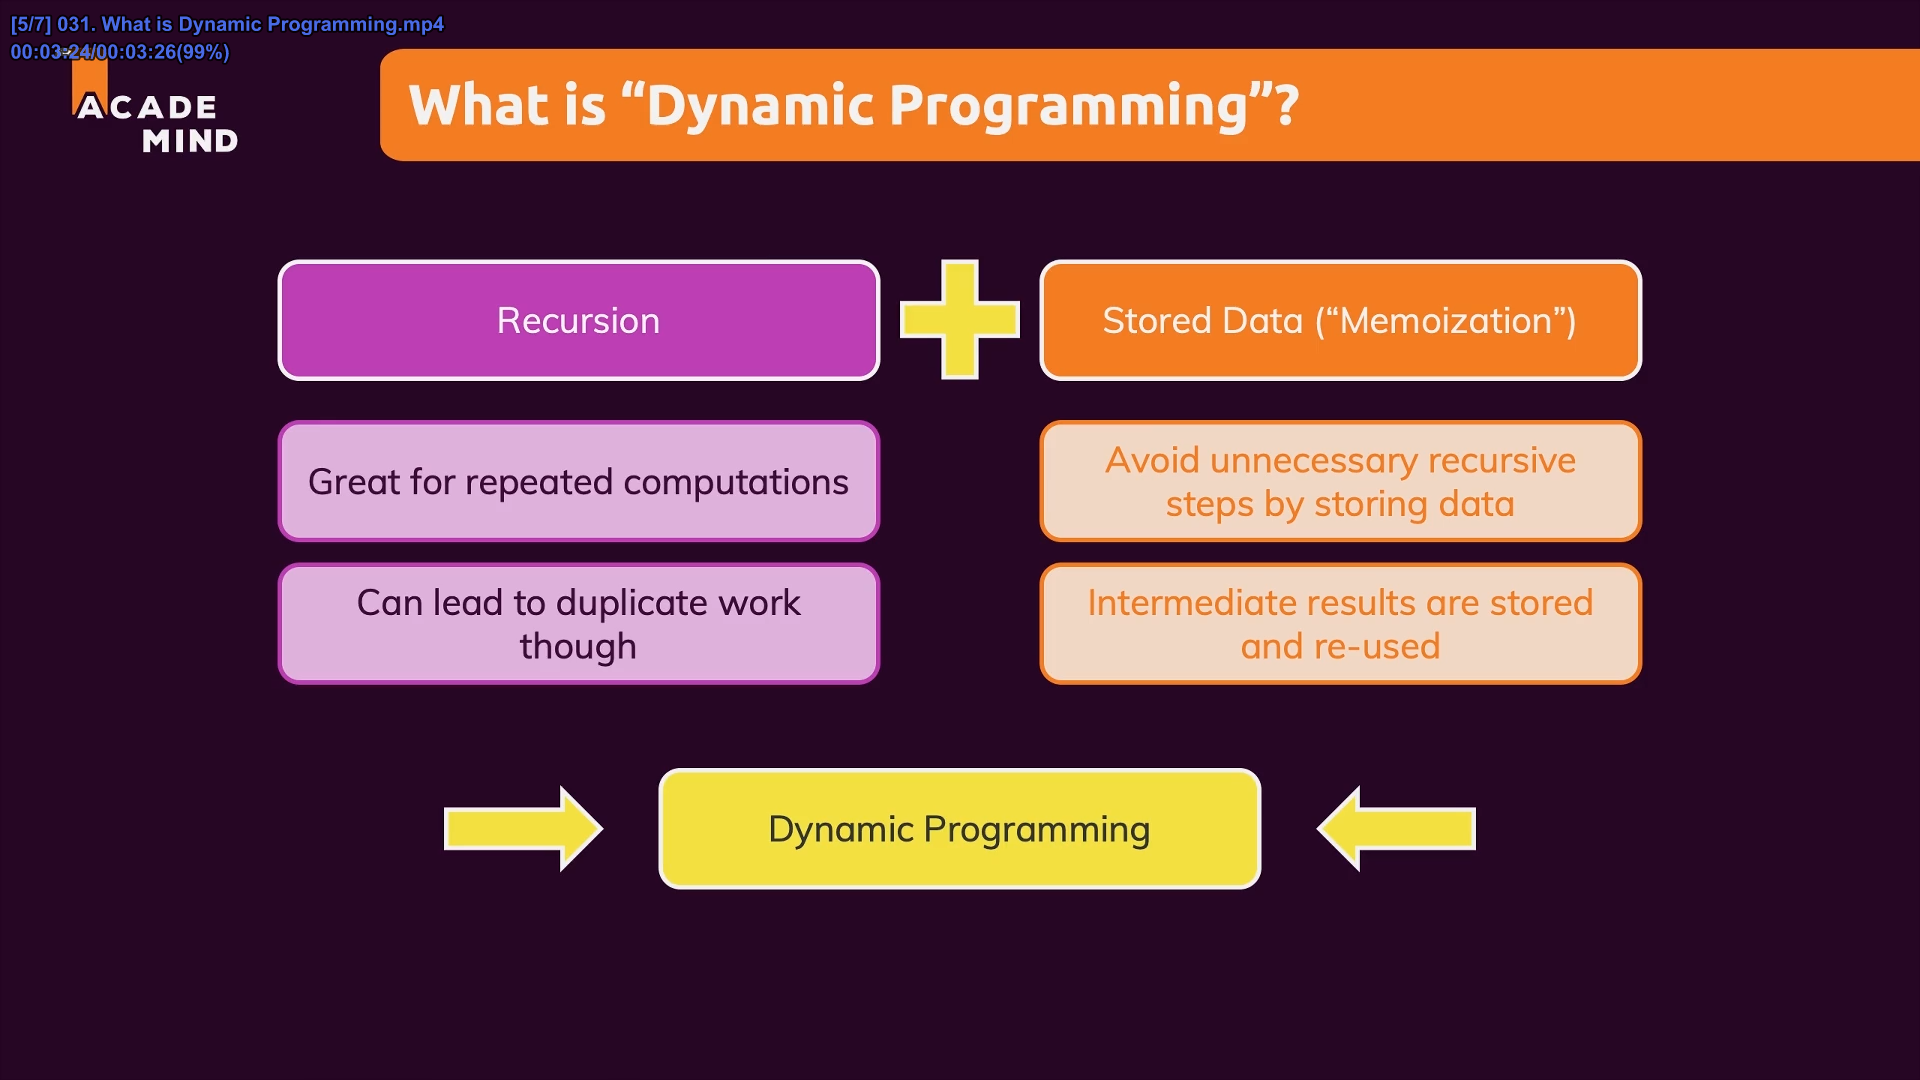 [5/7] 031. What is Dynamic Programming.mp4
00:03:24/00:03:26(99%)
ACADE
MIND
What is “Dynamic Programming”?
Recursion
Stored Data (“Memoization”)
Great for repeated computations
Avoid unnecessary recursive
steps by storing data
Can lead to duplicate work
though
Intermediate results are stored
and re-used
Dynamic Programming